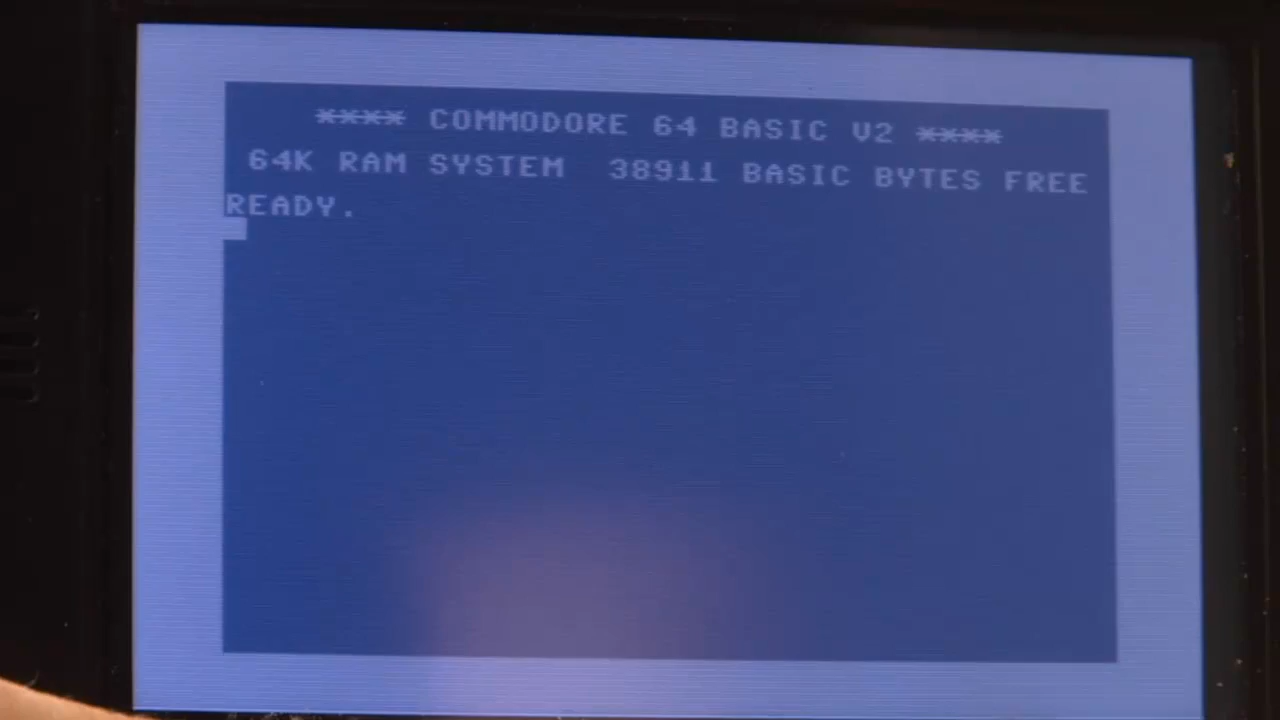 **** COMMODORE 64 BASIC V2 ****
64K RAM SYSTEM  38911 BASIC BYTES FREE
READY.